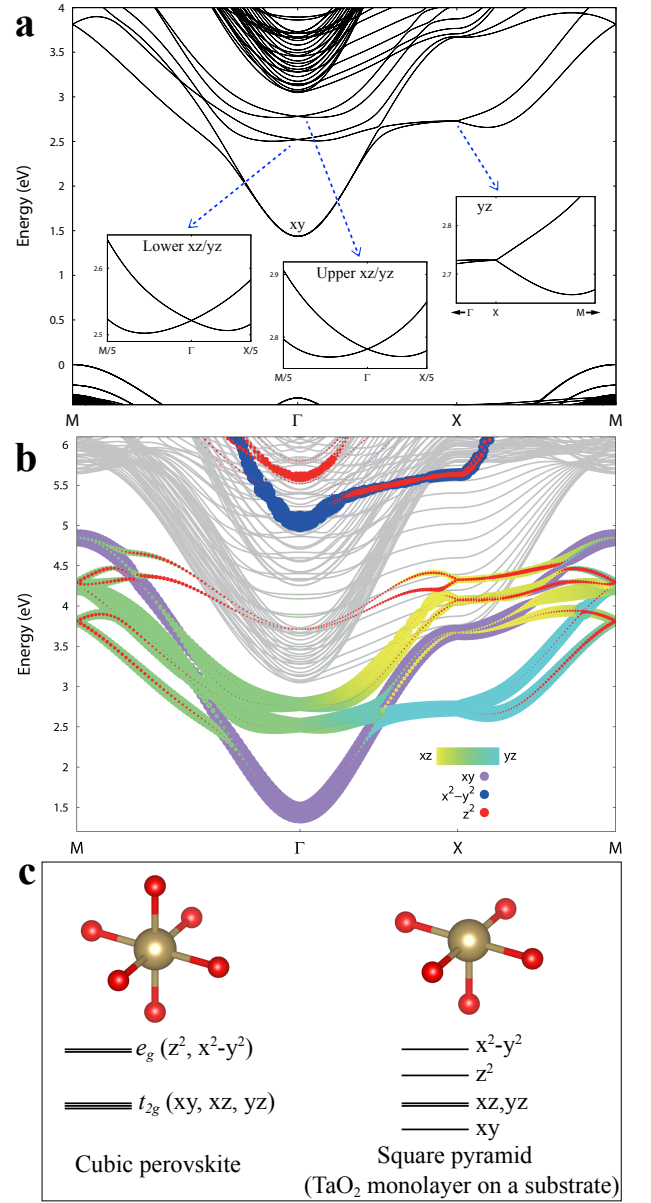 a
4
3.5
3
2.5
2
1.5
1
0.5
0
Energy (eV)
xy
Lower xz/yz
2.6
2.5
M/5 Γ X/5
Upper xz/yz
2.9
2.8
M/5 Γ X/5
yz
2.8
2.7
Γ X M
M Γ X M
b
6
5.5
5
4.5
4
3.5
3
2.5
2
1.5
Energy (eV)
xz yz
xy
x²−y²
z²
M Γ X M
c
e_g (z², x²-y²)
t_2g (xy, xz, yz)
Cubic perovskite
x²-y²
z²
xz,yz
xy
Square pyramid
(TaO₂ monolayer on a substrate)